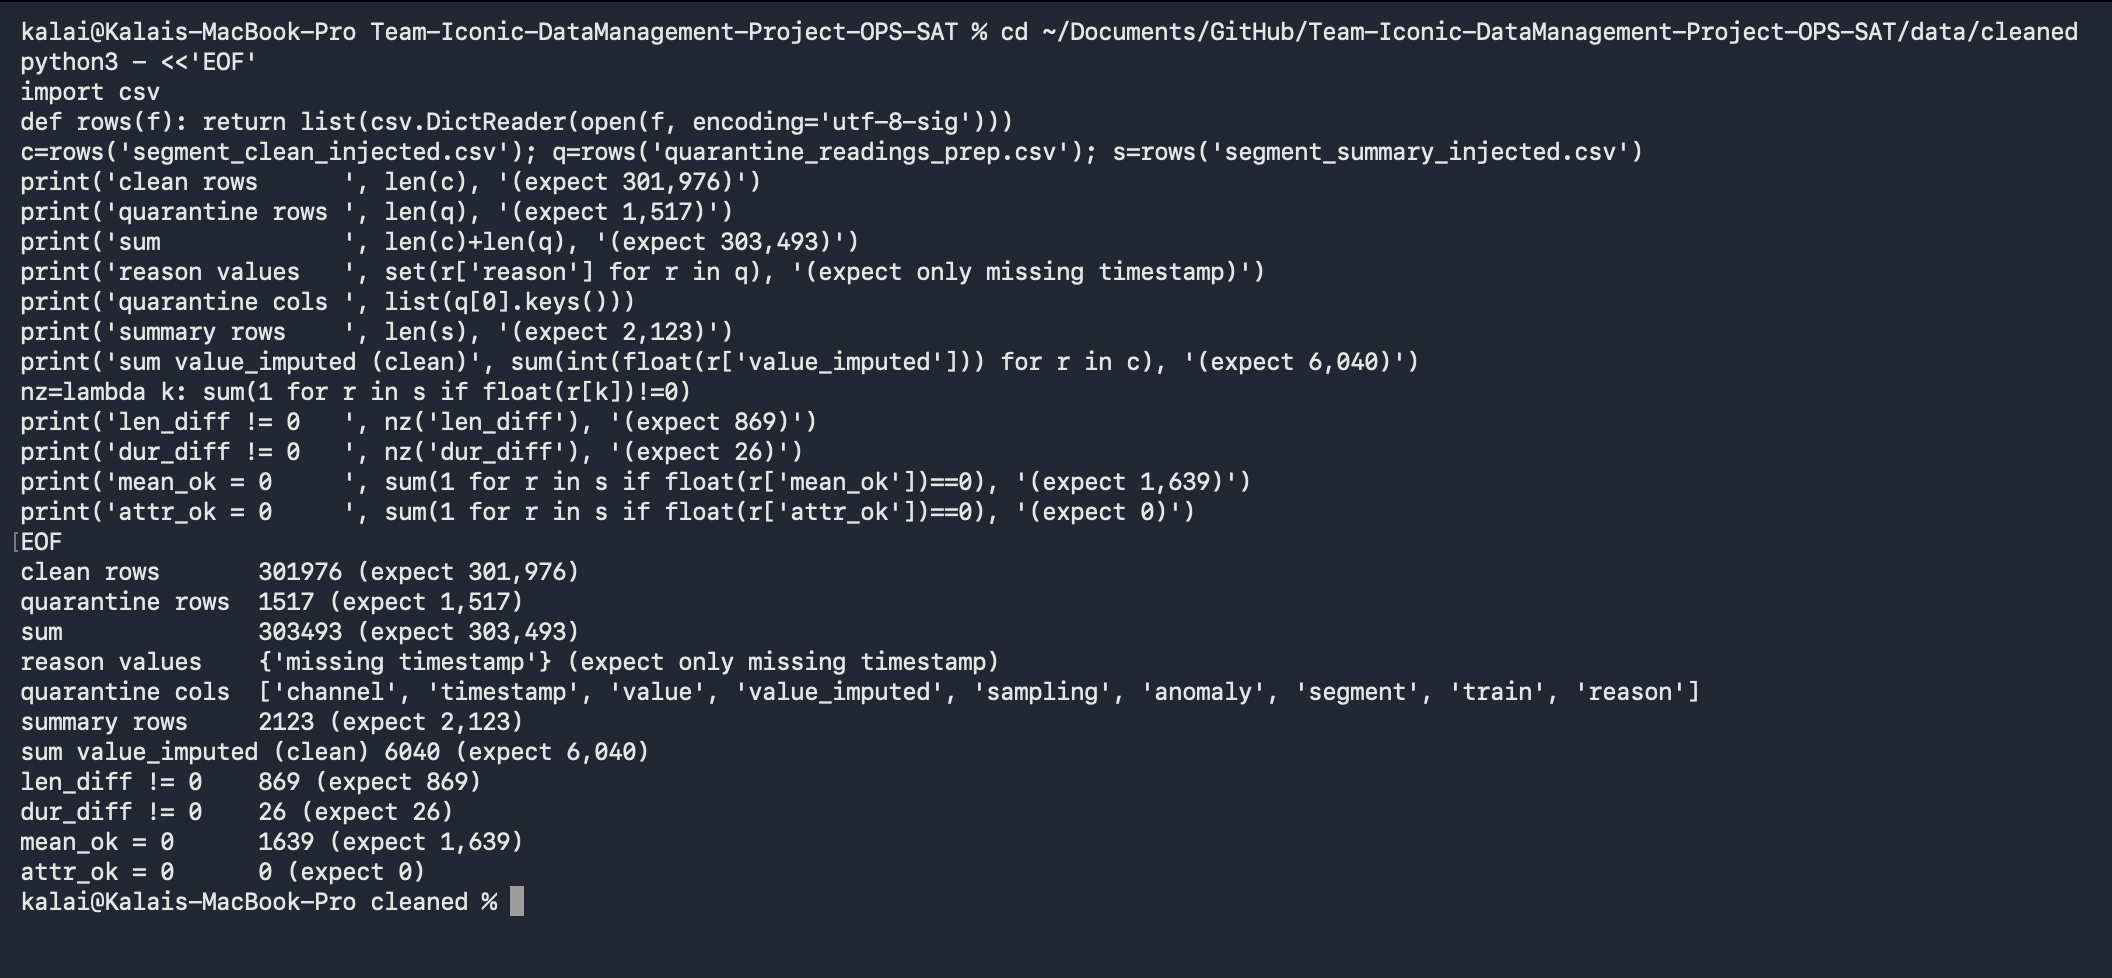 kalai@Kalais-MacBook-Pro Team-Iconic-DataManagement-Project-OPS-SAT % cd ~/Documents/GitHub/Team-Iconic-DataManagement-Project-OPS-SAT/data/cleaned
python3 - <<'EOF'
import csv
def rows(f): return list(csv.DictReader(open(f, encoding='utf-8-sig')))
c=rows('segment_clean_injected.csv'); q=rows('quarantine_readings_prep.csv'); s=rows('segment_summary_injected.csv')
print('clean rows      ', len(c), '(expect 301,976)')
print('quarantine rows ', len(q), '(expect 1,517)')
print('sum             ', len(c)+len(q), '(expect 303,493)')
print('reason values   ', set(r['reason'] for r in q), '(expect only missing timestamp)')
print('quarantine cols ', list(q[0].keys()))
print('summary rows    ', len(s), '(expect 2,123)')
print('sum value_imputed (clean)', sum(int(float(r['value_imputed'])) for r in c), '(expect 6,040)')
nz=lambda k: sum(1 for r in s if float(r[k])!=0)
print('len_diff != 0   ', nz('len_diff'), '(expect 869)')
print('dur_diff != 0   ', nz('dur_diff'), '(expect 26)')
print('mean_ok = 0     ', sum(1 for r in s if float(r['mean_ok'])==0), '(expect 1,639)')
print('attr_ok = 0     ', sum(1 for r in s if float(r['attr_ok'])==0), '(expect 0)')
[EOF
clean rows       301976 (expect 301,976)
quarantine rows  1517 (expect 1,517)
sum              303493 (expect 303,493)
reason values    {'missing timestamp'} (expect only missing timestamp)
quarantine cols  ['channel', 'timestamp', 'value', 'value_imputed', 'sampling', 'anomaly', 'segment', 'train', 'reason']
summary rows     2123 (expect 2,123)
sum value_imputed (clean) 6040 (expect 6,040)
len_diff != 0    869 (expect 869)
dur_diff != 0    26 (expect 26)
mean_ok = 0      1639 (expect 1,639)
attr_ok = 0      0 (expect 0)
kalai@Kalais-MacBook-Pro cleaned %